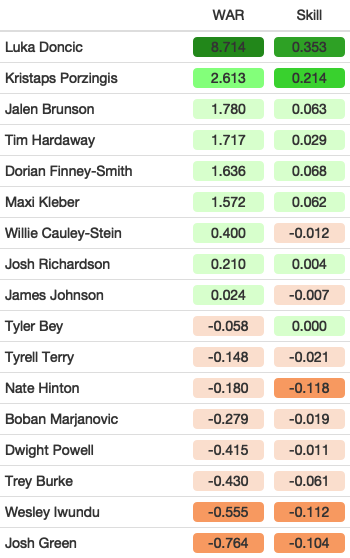 WAR Skill
Luka Doncic 8.714 0.353
Kristaps Porzingis 2.613 0.214
Jalen Brunson 1.780 0.063
Tim Hardaway 1.717 0.029
Dorian Finney-Smith 1.636 0.068
Maxi Kleber 1.572 0.062
Willie Cauley-Stein 0.400 -0.012
Josh Richardson 0.210 0.004
James Johnson 0.024 -0.007
Tyler Bey -0.058 0.000
Tyrell Terry -0.148 -0.021
Nate Hinton -0.180 -0.118
Boban Marjanovic -0.279 -0.019
Dwight Powell -0.415 -0.011
Trey Burke -0.430 -0.061
Wesley Iwundu -0.555 -0.112
Josh Green -0.764 -0.104